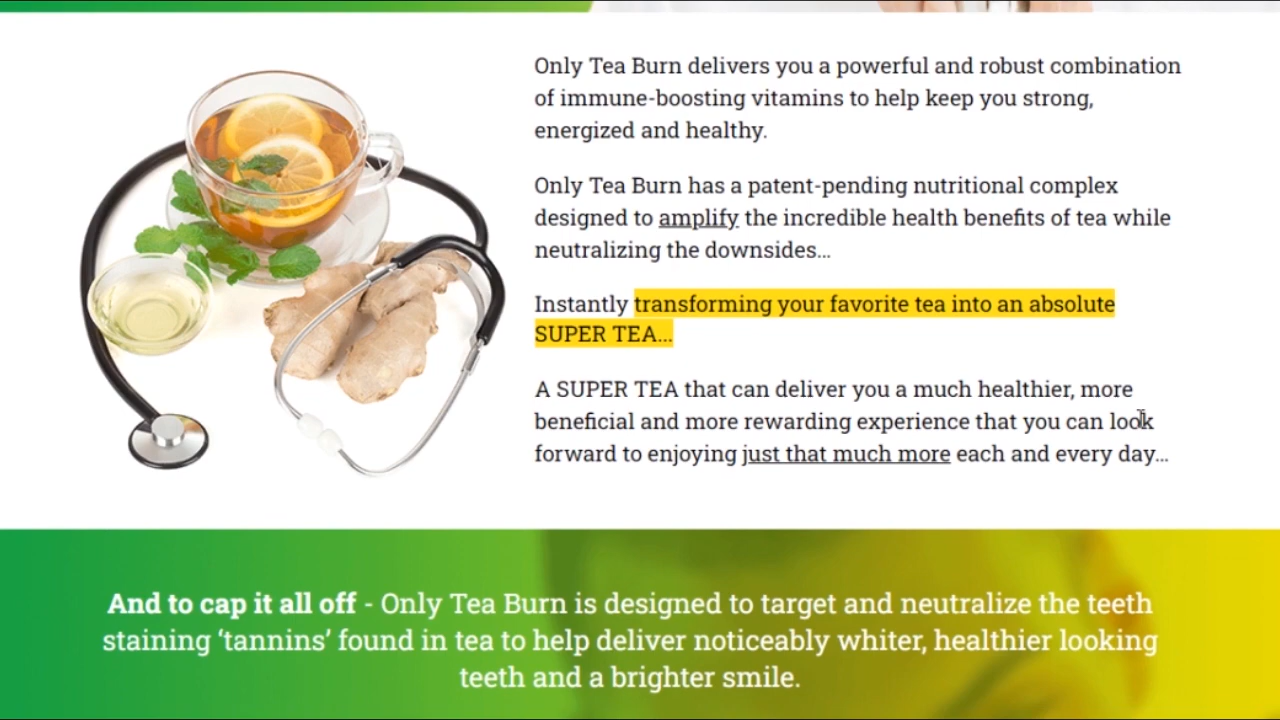 Only Tea Burn delivers you a powerful and robust combination
of immune-boosting vitamins to help keep you strong,
energized and healthy.
Only Tea Burn has a patent-pending nutritional complex
designed to amplify the incredible health benefits of tea while
neutralizing the downsides...
Instantly transforming your favorite tea into an absolute
SUPER TEA...
A SUPER TEA that can deliver you a much healthier, more
beneficial and more rewarding experience that you can look
forward to enjoying just that much more each and every day...
And to cap it all off - Only Tea Burn is designed to target and neutralize the teeth
staining ‘tannins’ found in tea to help deliver noticeably whiter, healthier looking
teeth and a brighter smile.